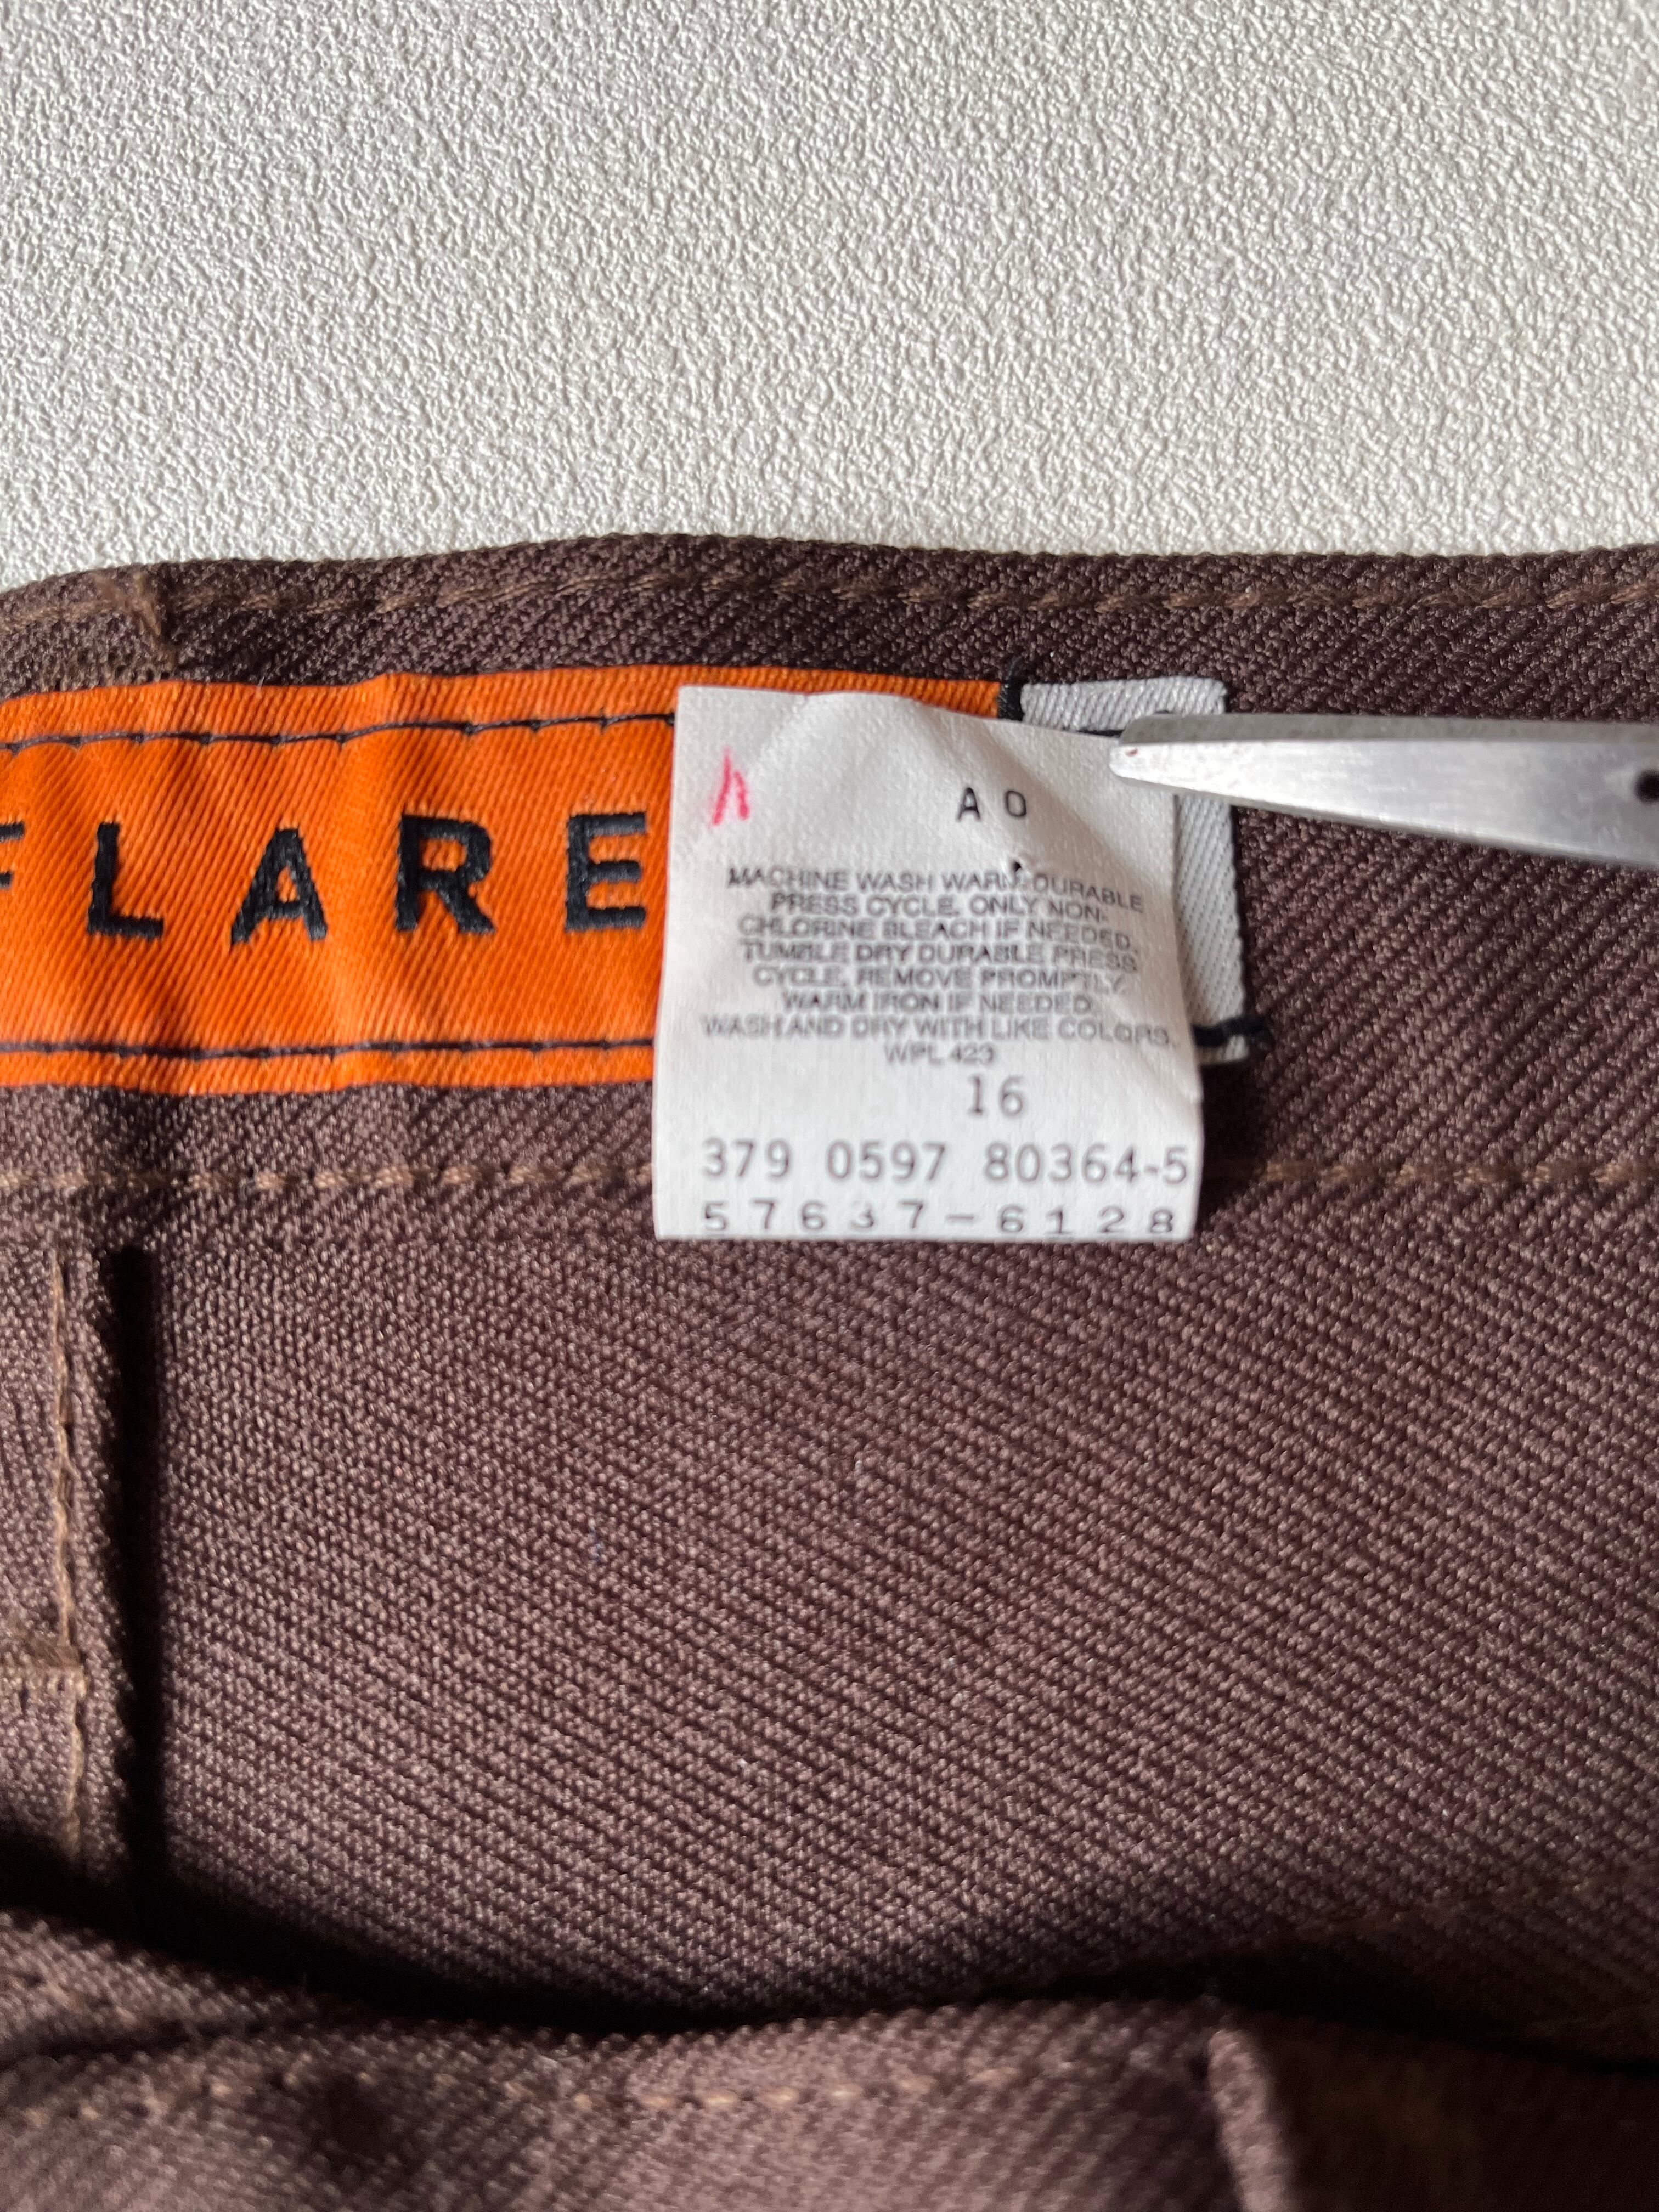 FLARE
A O
MACHINE WASH WARM, DURABLE
PRESS CYCLE. ONLY NON-
CHLORINE BLEACH IF NEEDED.
TUMBLE DRY DURABLE PRESS
CYCLE, REMOVE PROMPTLY.
WARM IRON IF NEEDED.
WASH AND DRY WITH LIKE COLORS.
WPL 423
16
379 0597 80364-5
57637-6128